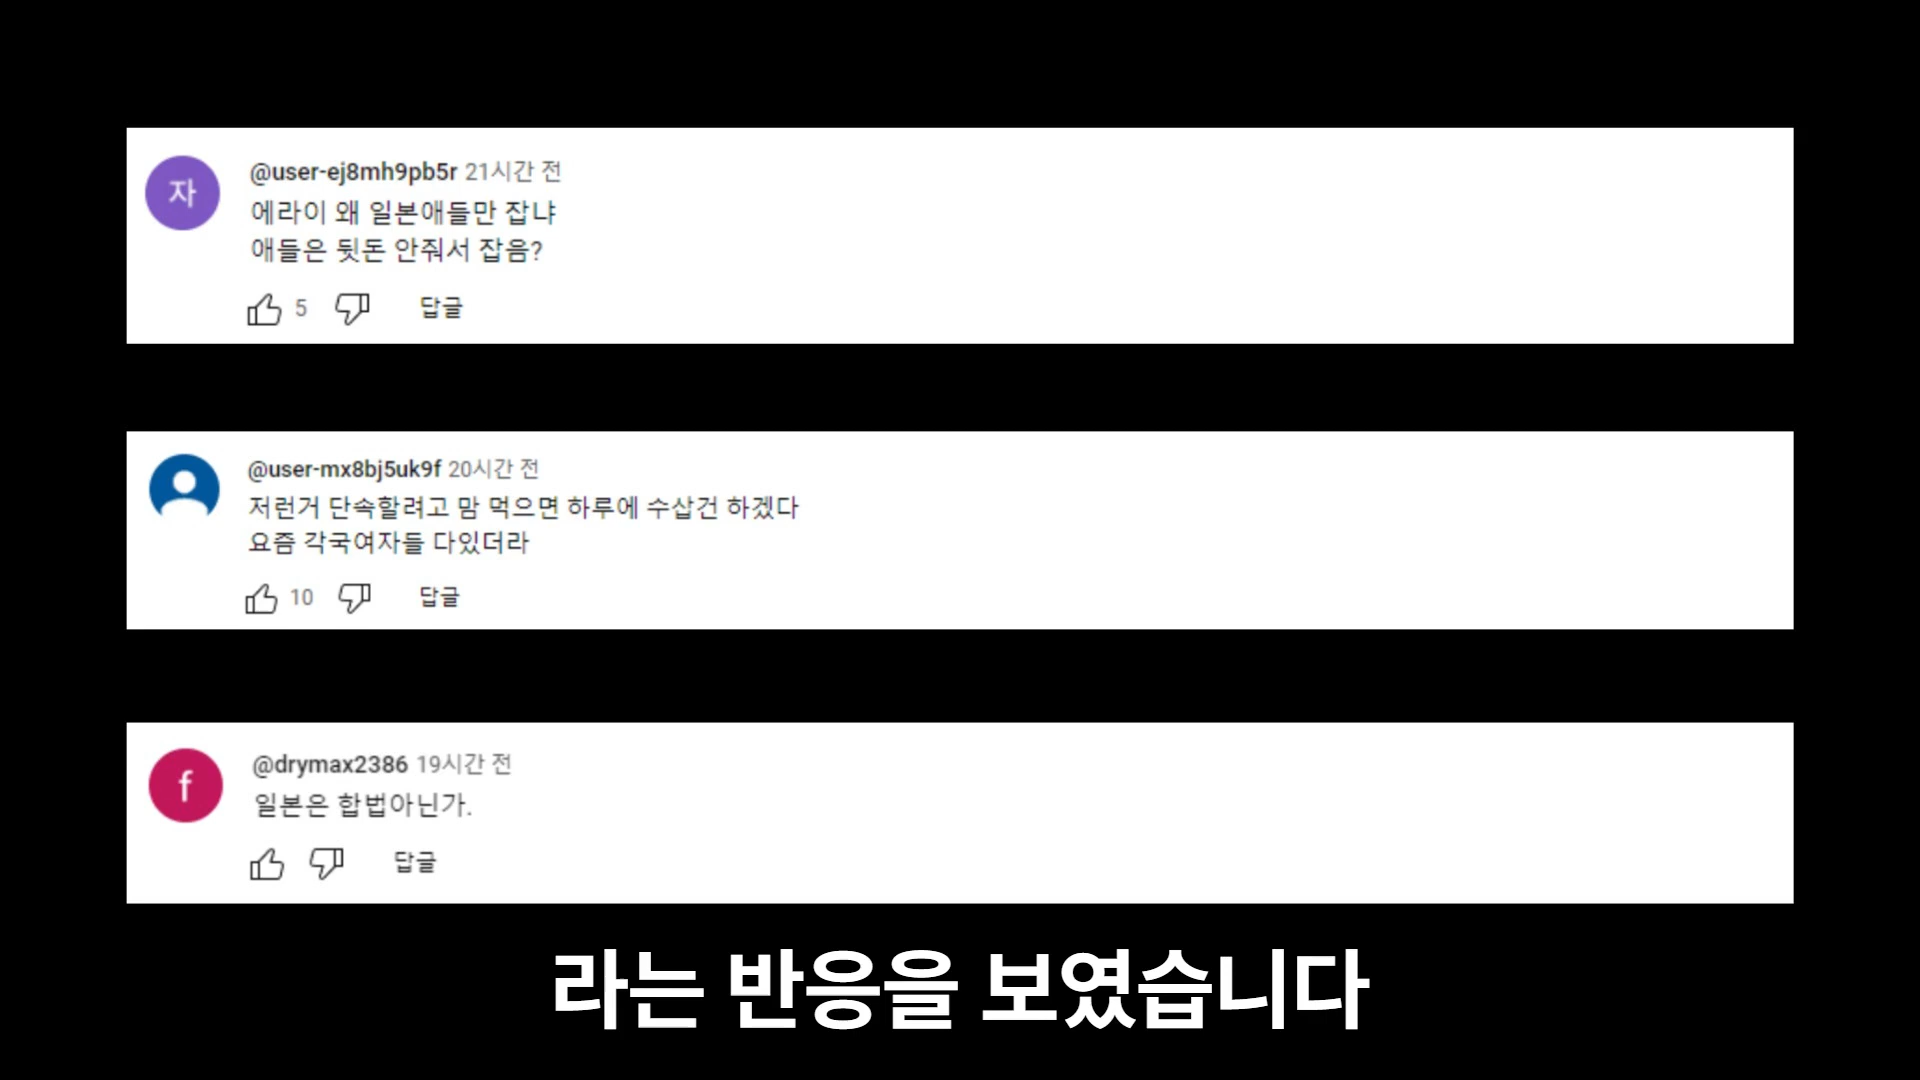 자
@user-ej8mh9pb5r 21시간 전
에라이 왜 일본애들만 잡냐
애들은 뒷돈 안줘서 잡음?
5 답글
@user-mx8bj5uk9f 20시간 전
저런거 단속할려고 맘 먹으면 하루에 수삽건 하겠다
요즘 각국여자들 다있더라
10 답글
f
@drymax2386 19시간 전
일본은 합법아닌가.
답글
라는 반응을 보였습니다